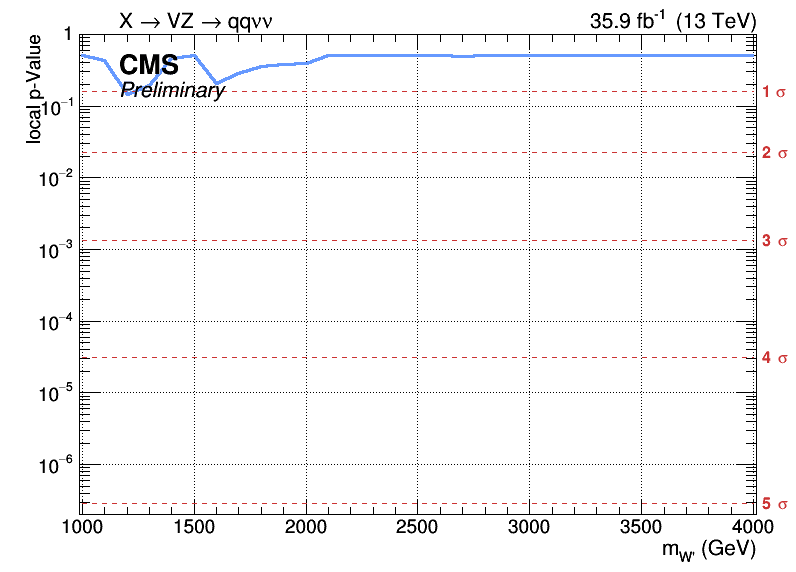 X → VZ → qqνν
35.9 fb⁻¹ (13 TeV)
local p-Value
CMS
Preliminary
1
10⁻¹
10⁻²
10⁻³
10⁻⁴
10⁻⁵
10⁻⁶
1 σ
2 σ
3 σ
4 σ
5 σ
1000 1500 2000 2500 3000 3500 4000
m_W' (GeV)